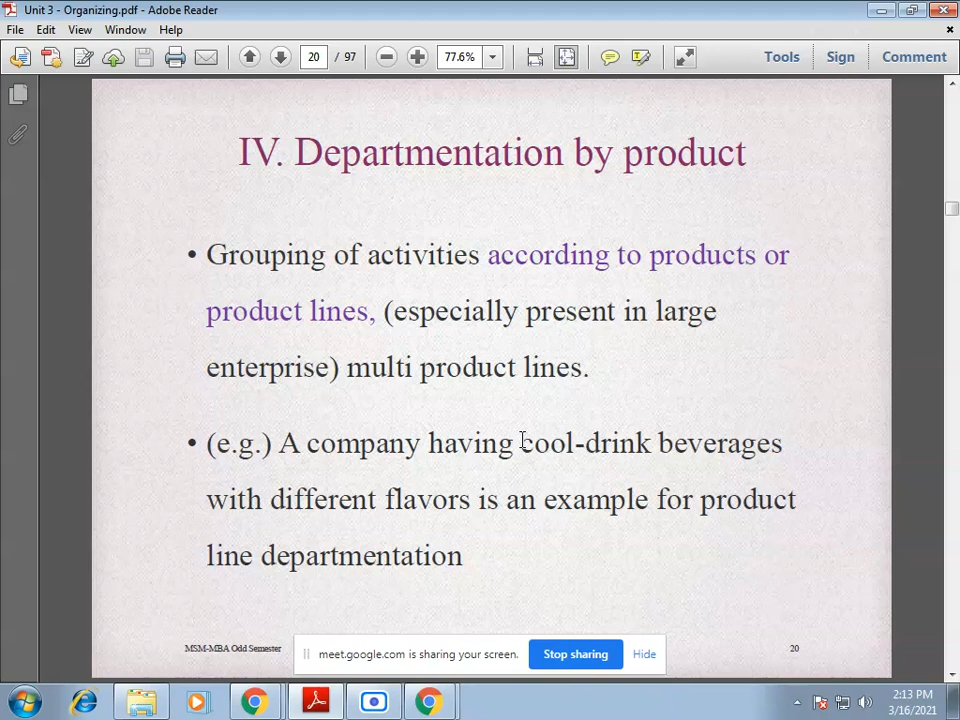 Unit 3 - Organizing.pdf - Adobe Reader
File Edit View Window Help
20 / 97 77.6% Tools Sign Comment
IV. Departmentation by product
• Grouping of activities according to products or
product lines, (especially present in large
enterprise) multi product lines.
• (e.g.) A company having cool-drink beverages
with different flavors is an example for product
line departmentation
MSM-MBA Odd Semester 20
meet.google.com is sharing your screen. Stop sharing Hide
2:13 PM
3/16/2021